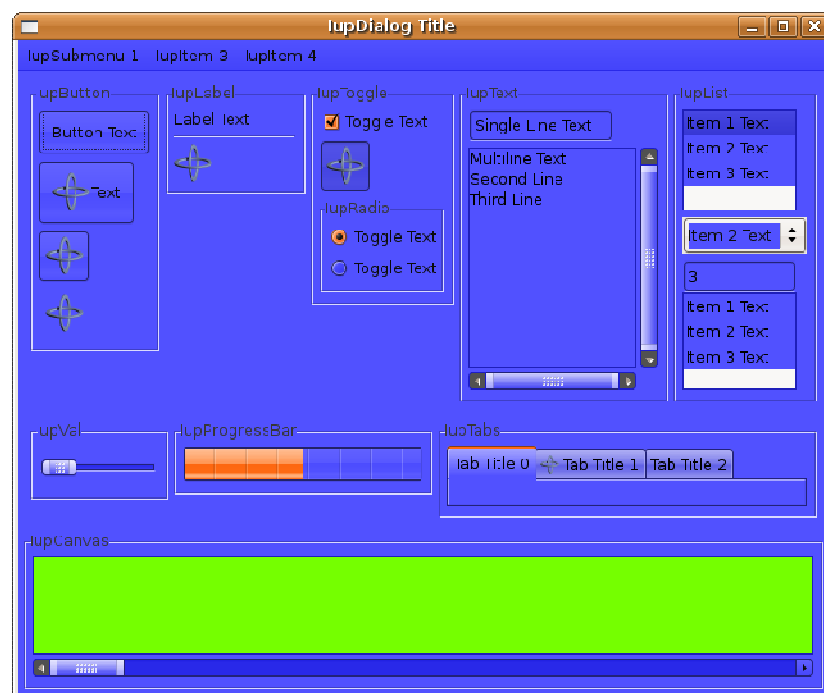 IupDialog Title
IupSubmenu 1 IupItem 3 IupItem 4
IupButton
Button Text
Text
IupLabel
Label Text
IupToggle
Toggle Text
IupRadio
Toggle Text
Toggle Text
IupText
Single Line Text
Multiline Text
Second Line
Third Line
IupList
Item 1 Text
Item 2 Text
Item 3 Text
Item 2 Text
3
Item 1 Text
Item 2 Text
Item 3 Text
IupVal
IupProgressBar
IupTabs
Tab Title 0 Tab Title 1 Tab Title 2
IupCanvas